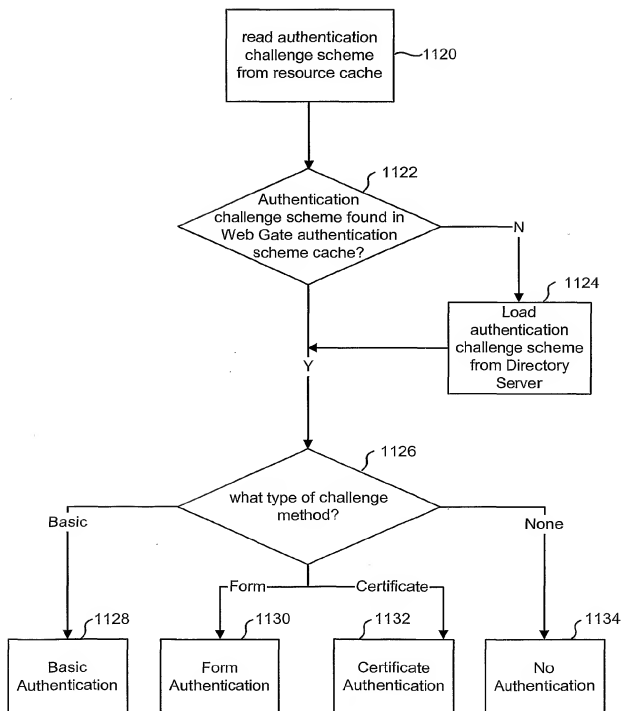 read authentication
challenge scheme
from resource cache
1120
1122
Authentication
challenge scheme found in
Web Gate authentication
scheme cache?
N
1124
Load
authentication
challenge scheme
from Directory
Server
Y
1126
what type of challenge
method?
Basic
None
Form
Certificate
1128
1130
1132
1134
Basic
Authentication
Form
Authentication
Certificate
Authentication
No
Authentication